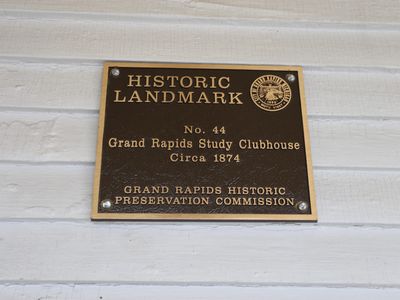 HISTORIC
LANDMARK
No. 44
Grand Rapids Study Clubhouse
Circa 1874
GRAND RAPIDS HISTORIC
PRESERVATION COMMISSION